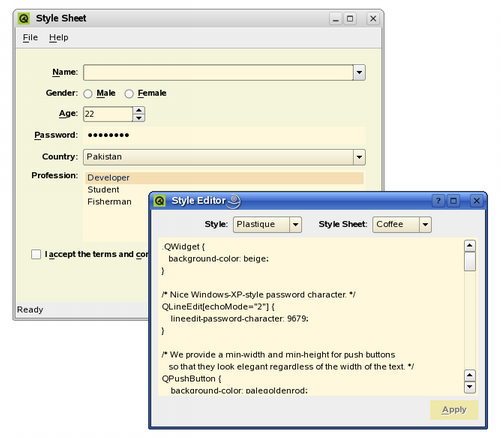 Style Sheet
File Help
Name:
Gender: Male Female
Age: 22
Password: ●●●●●●●●
Country: Pakistan
Profession: Developer
Student
Fisherman
I accept the terms and
Ready
Style Editor
Style: Plastique Style Sheet: Coffee
.QWidget {
background-color: beige;
}
/* Nice Windows-XP-style password character. */
QLineEdit[echoMode="2"] {
lineedit-password-character: 9679;
}
/* We provide a min-width and min-height for push buttons
so that they look elegant regardless of the width of the text. */
QPushButton {
background-color: palegoldenrod;
Apply